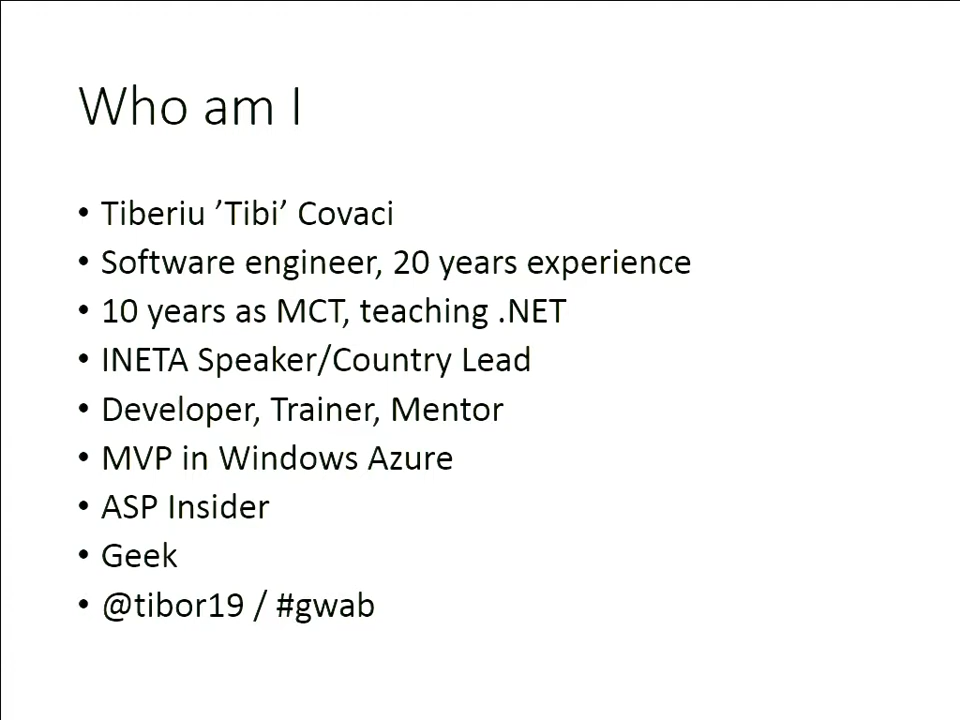 Who am I
• Tiberiu ’Tibi’ Covaci
• Software engineer, 20 years experience
• 10 years as MCT, teaching .NET
• INETA Speaker/Country Lead
• Developer, Trainer, Mentor
• MVP in Windows Azure
• ASP Insider
• Geek
• @tibor19 / #gwab